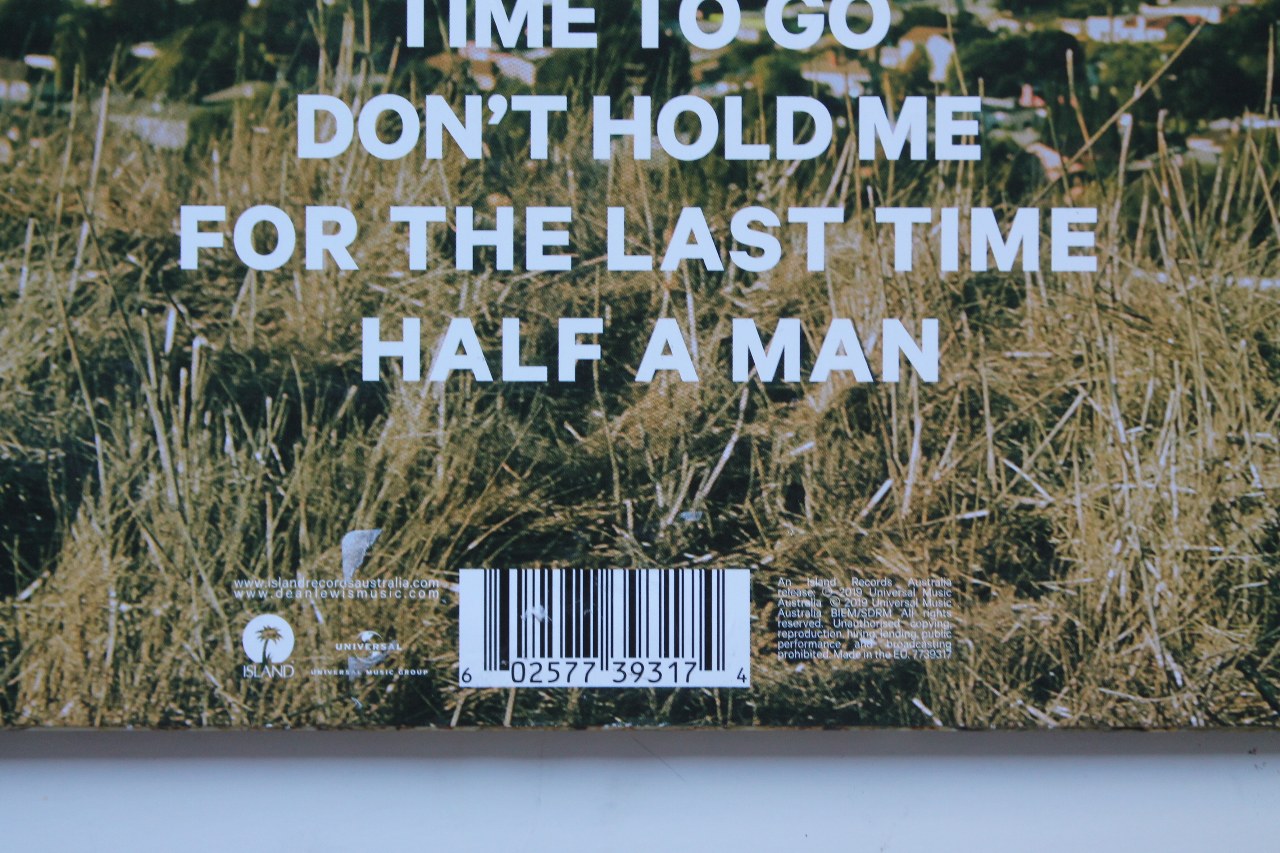 TIME TO GO
DON'T HOLD ME
FOR THE LAST TIME
HALF A MAN
www.islandrecordsaustralia.com
www.deanlewismusic.com
ISLAND
UNIVERSAL
UNIVERSAL MUSIC GROUP
6 02577 39317 4
An Island Records Australia
release. ℗ 2019 Universal Music
Australia. © 2019 Universal Music
Australia. BIEM/SDRM. All rights
reserved. Unauthorised copying,
reproduction, hiring, lending, public
performance and broadcasting
prohibited. Made in the EU. 7739317